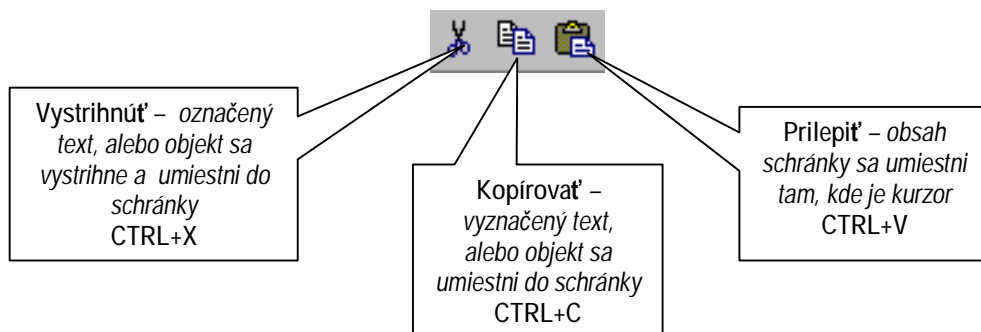 Vystrihnúť – označený
text, alebo objekt sa
vystrihne a umiestni do
schránky
CTRL+X
Kopírovať –
vyznačený text,
alebo objekt sa
umiestni do schránky
CTRL+C
Prilepiť – obsah
schránky sa umiestni
tam, kde je kurzor
CTRL+V